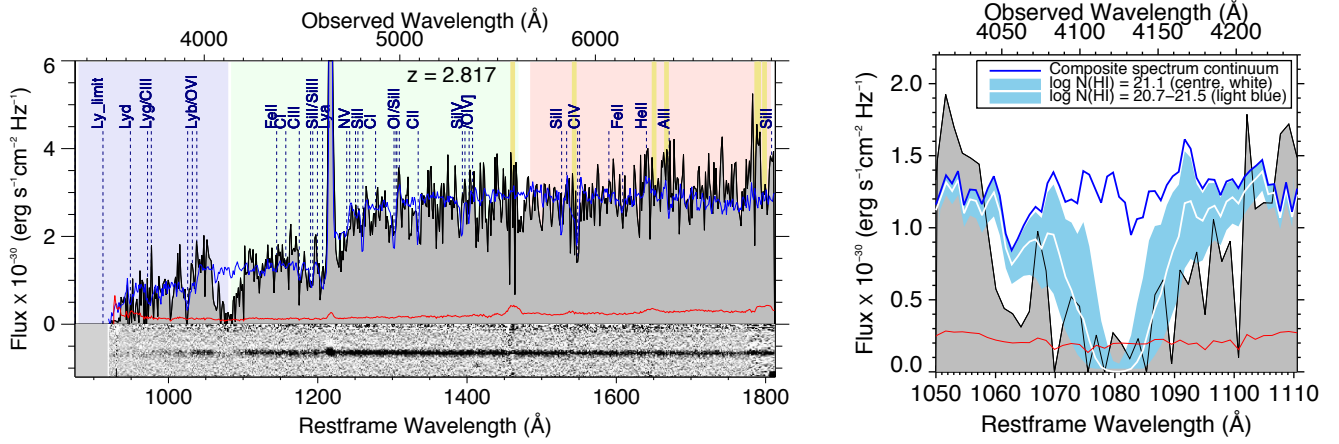 Observed Wavelength (Å)
4000 5000 6000
Flux x 10⁻³⁰ (erg s⁻¹cm⁻² Hz⁻¹)
6
4
2
0
z = 2.817
Ly_limit
Lyd
Lyg/CIII
Lyb/OVI
FeII
CIII
SiII/SiIII
Lya
NV
SiII
CI
OI/SiII
CII
SiIV
/OIV]
SiII
CIV
FeII
HeII
AlII
SiII
1000 1200 1400 1600 1800
Restframe Wavelength (Å)
Observed Wavelength (Å)
4050 4100 4150 4200
Composite spectrum continuum
log N(HI) = 21.1 (centre, white)
log N(HI) = 20.7–21.5 (light blue)
Flux x 10⁻³⁰ (erg s⁻¹cm⁻² Hz⁻¹)
2.0
1.5
1.0
0.5
0.0
1050 1060 1070 1080 1090 1100 1110
Restframe Wavelength (Å)